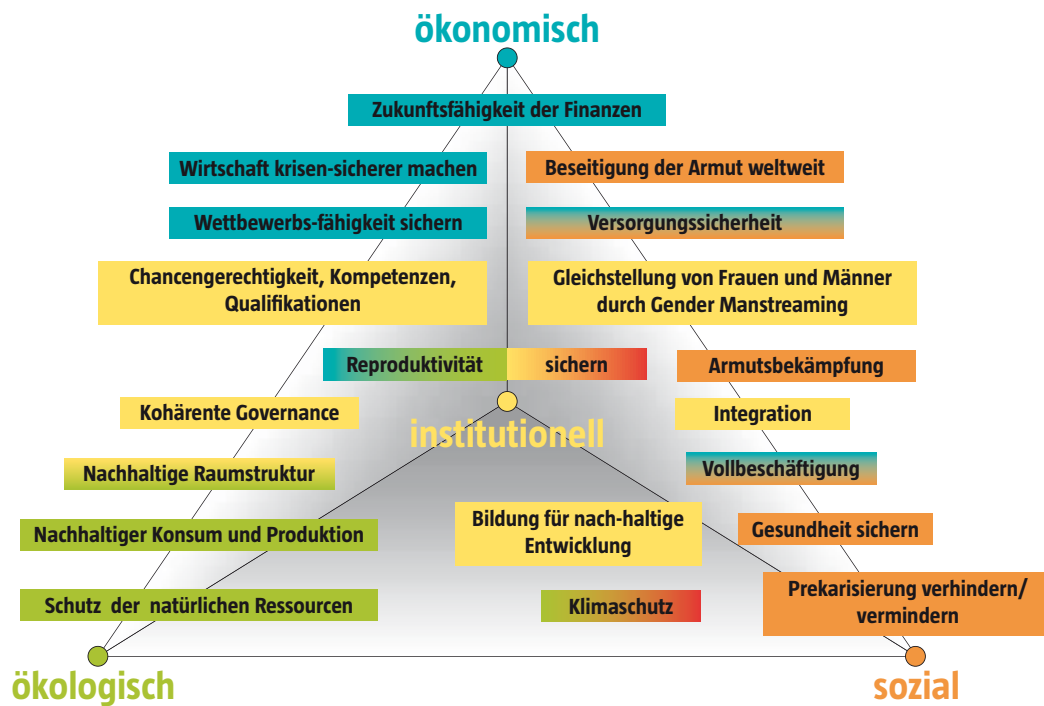 ökonomisch
Zukunftsfähigkeit der Finanzen
Wirtschaft krisen-sicherer machen
Beseitigung der Armut weltweit
Wettbewerbs-fähigkeit sichern
Versorgungssicherheit
Chancengerechtigkeit, Kompetenzen,
Qualifikationen
Gleichstellung von Frauen und Männer
durch Gender Manstreaming
Reproduktivität sichern
Armutsbekämpfung
Kohärente Governance
Integration
institutionell
Nachhaltige Raumstruktur
Vollbeschäftigung
Nachhaltiger Konsum und Produktion
Bildung für nach-haltige
Entwicklung
Gesundheit sichern
Schutz der natürlichen Ressourcen
Klimaschutz
Prekarisierung verhindern/
vermindern
ökologisch
sozial